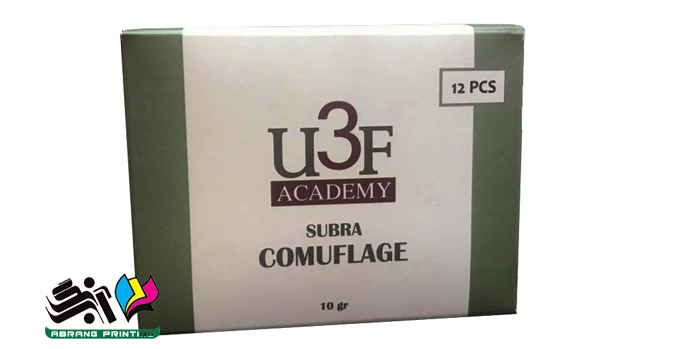 12 PCS
U3F
ACADEMY
SUBRA
COMUFLAGE
10 gr
ABRANG PRINTING